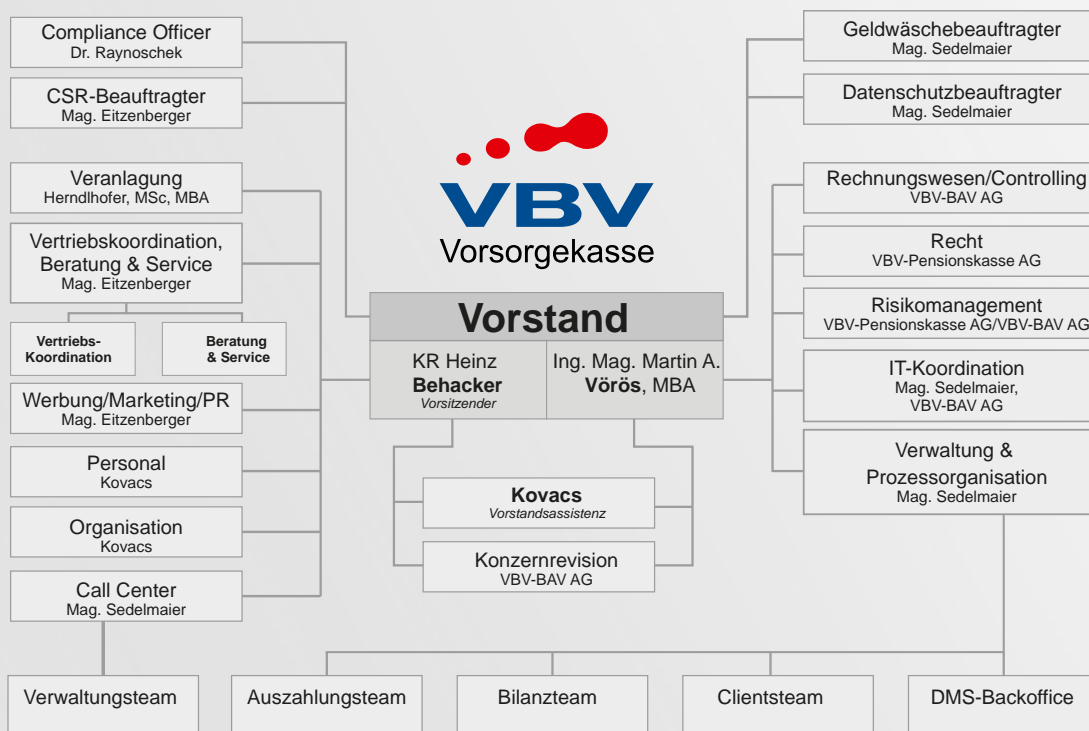 Compliance Officer
Dr. Raynoschek
CSR-Beauftragter
Mag. Eitzenberger
Veranlagung
Herndlhofer, MSc, MBA
Vertriebskoordination,
Beratung & Service
Mag. Eitzenberger
Vertriebs-
Koordination
Beratung
& Service
Werbung/Marketing/PR
Mag. Eitzenberger
Personal
Kovacs
Organisation
Kovacs
Call Center
Mag. Sedelmaier
VBV
Vorsorgekasse
Vorstand
KR Heinz
Behacker
Vorsitzender
Ing. Mag. Martin A.
Vörös, MBA
Kovacs
Vorstandsassistenz
Konzernrevision
VBV-BAV AG
Geldwäschebeauftragter
Mag. Sedelmaier
Datenschutzbeauftragter
Mag. Sedelmaier
Rechnungswesen/Controlling
VBV-BAV AG
Recht
VBV-Pensionskasse AG
Risikomanagement
VBV-Pensionskasse AG/VBV-BAV AG
IT-Koordination
Mag. Sedelmaier,
VBV-BAV AG
Verwaltung &
Prozessorganisation
Mag. Sedelmaier
Verwaltungsteam
Auszahlungsteam
Bilanzteam
Clientsteam
DMS-Backoffice